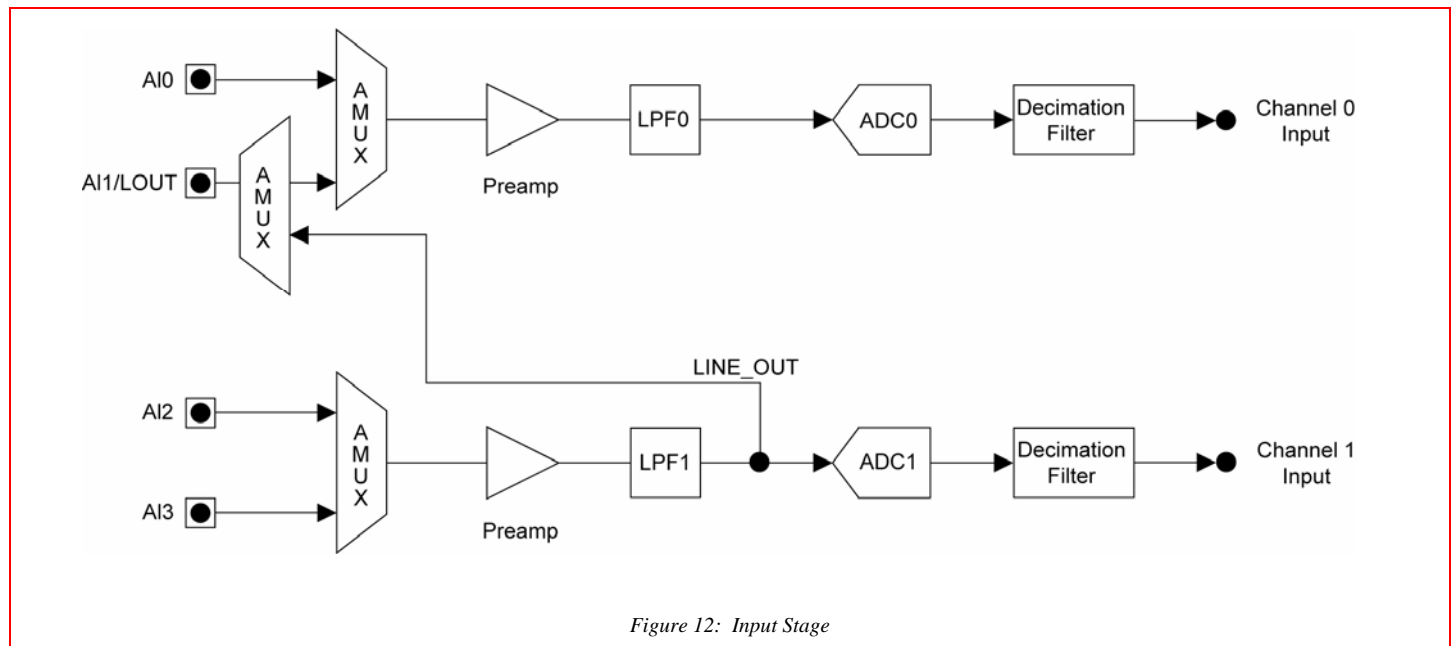 AI0
A
M
U
X
Preamp
LPF0
ADC0
Decimation
Filter
Channel 0
Input
AI1/LOUT
A
M
U
X
LINE_OUT
AI2
AI3
A
M
U
X
Preamp
LPF1
ADC1
Decimation
Filter
Channel 1
Input
Figure 12: Input Stage